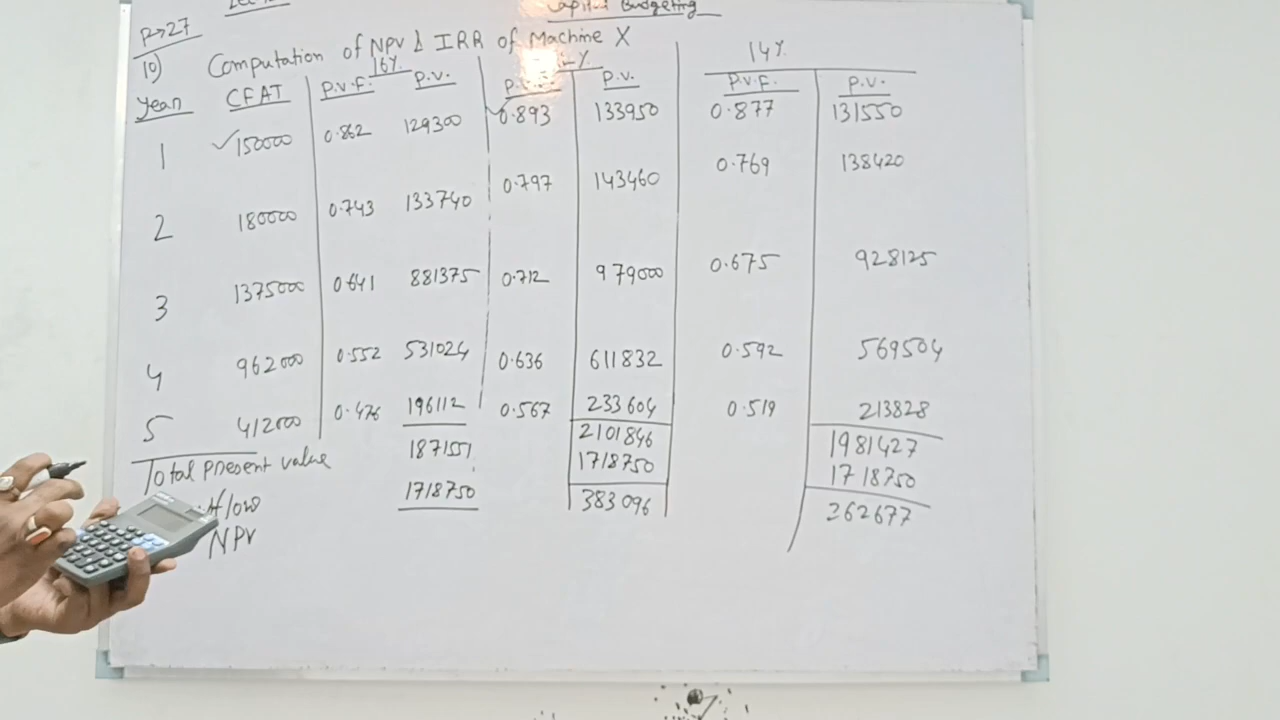 Capital Budgeting
P→27
10) Computation of NPV & IRR of Machine X
16% 14%
Year CFAT P.V.F. P.V. P.V. P.V.F. P.V.
1 150000 0.862 129300 0.893 133950 0.877 131550
2 180000 0.743 133740 0.797 143460 0.769 138420
3 1375000 0.641 881375 0.712 979000 0.675 928125
4 962000 0.552 531024 0.636 611832 0.592 569504
5 412000 0.476 196112 0.567 233604 0.519 213828
Total present value 1871551 2101846 1981427
1718750 1718750 1718750
NPV 383096 262677